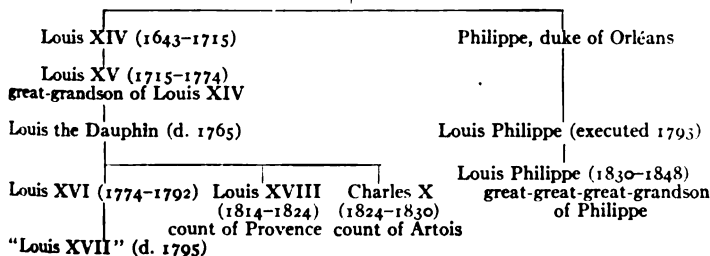 Louis XIV (1643-1715) Philippe, duke of Orléans
Louis XV (1715-1774)
great-grandson of Louis XIV
Louis the Dauphin (d. 1765) Louis Philippe (executed 1793)
Louis XVI (1774-1792) Louis XVIII Charles X Louis Philippe (1830-1848)
(1814-1824) (1824-1830) great-great-great-grandson
count of Provence count of Artois of Philippe
"Louis XVII" (d. 1795)